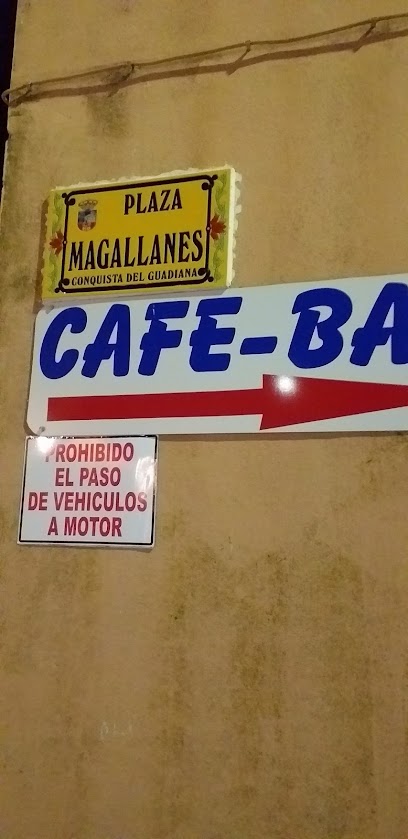 PLAZA
MAGALLANES
CONQUISTA DEL GUADIANA
CAFE-BA
PROHIBIDO
EL PASO
DE VEHICULOS
A MOTOR